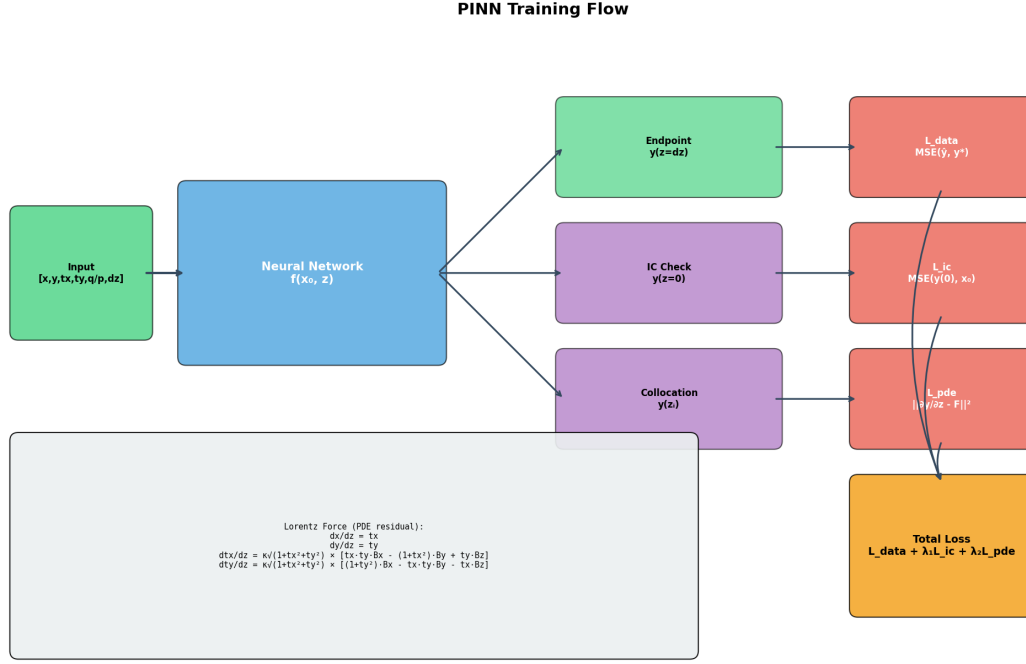 PINN Training Flow
Input
[x,y,tx,ty,q/p,dz]
Neural Network
f(x₀, z)
Endpoint
y(z=dz)
L_data
MSE(ŷ, y*)
IC Check
y(z=0)
L_ic
MSE(y(0), x₀)
Collocation
y(zᵢ)
L_pde
||∂y/∂z - F||²
Total Loss
L_data + λ₁L_ic + λ₂L_pde
Lorentz Force (PDE residual):
dx/dz = tx
dy/dz = ty
dtx/dz = κ√(1+tx²+ty²) × [tx·ty·Bx - (1+tx²)·By + ty·Bz]
dty/dz = κ√(1+tx²+ty²) × [(1+ty²)·Bx - tx·ty·By - tx·Bz]